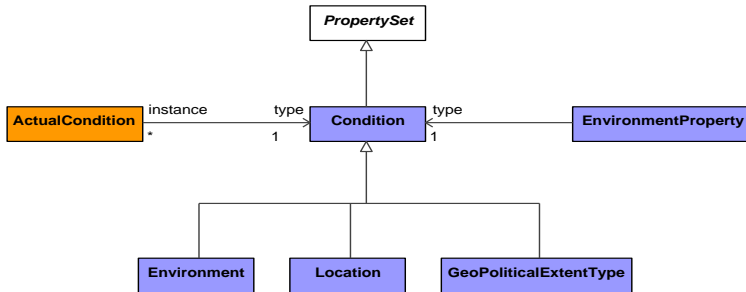 PropertySet
instance type type
ActualCondition Condition EnvironmentProperty
* 1 1
Environment Location GeoPoliticalExtentType